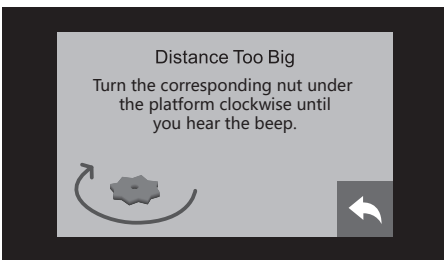 Distance Too Big
Turn the corresponding nut under
the platform clockwise until
you hear the beep.